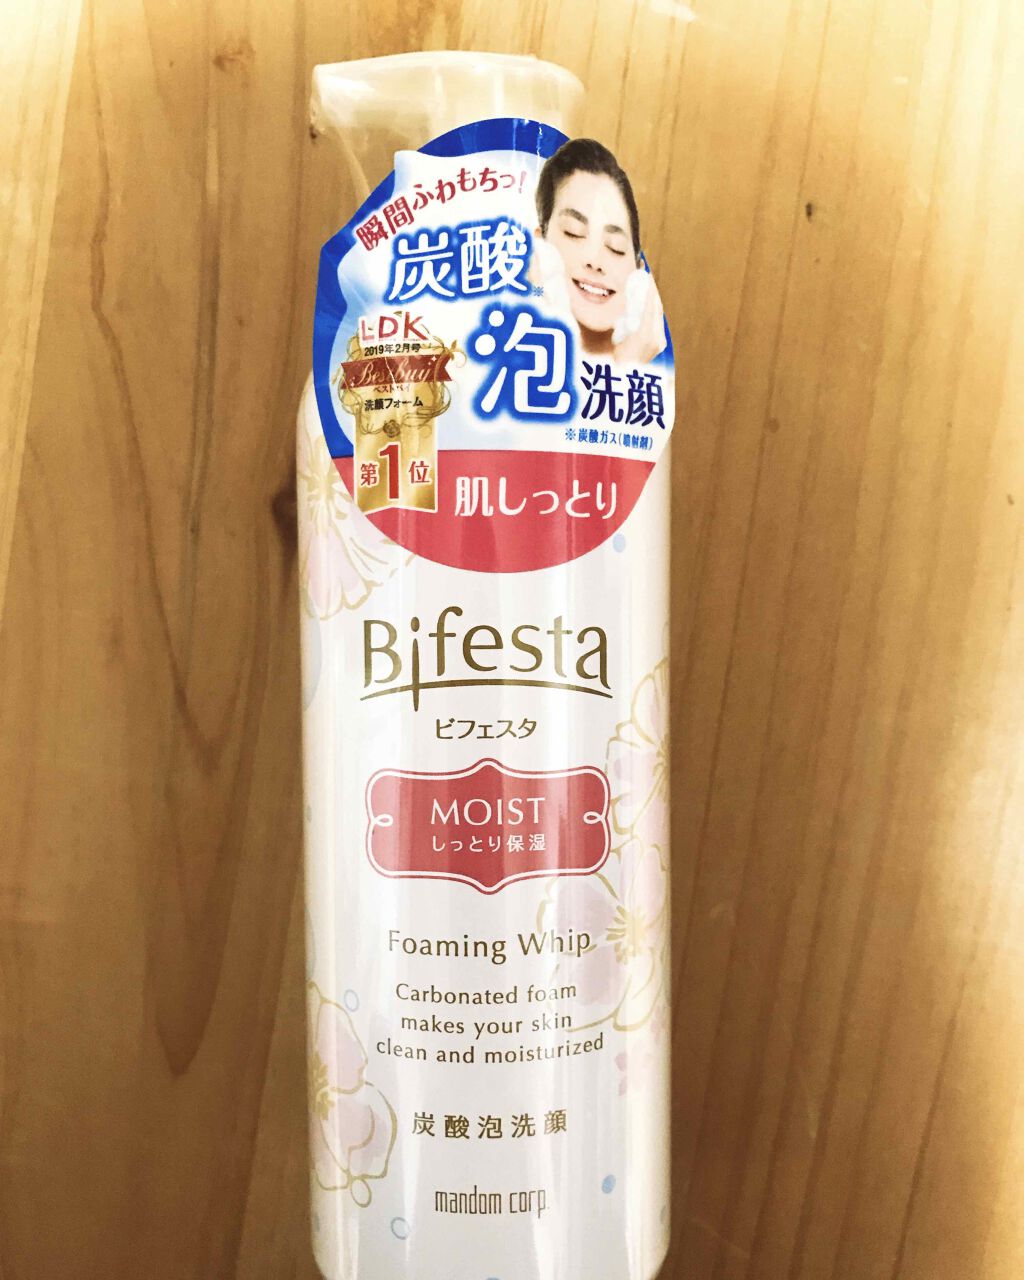 瞬間ふわもちっ!
炭酸※
泡洗顔
※炭酸ガス(噴射剤)
LDK
2019年2月号
Best Buy
ベストバイ
洗顔フォーム
第1位
肌しっとり
Bifesta
ビフェスタ
MOIST
しっとり保湿
Foaming Whip
Carbonated foam
makes your skin
clean and moisturized
炭酸泡洗顔
mandom corp.